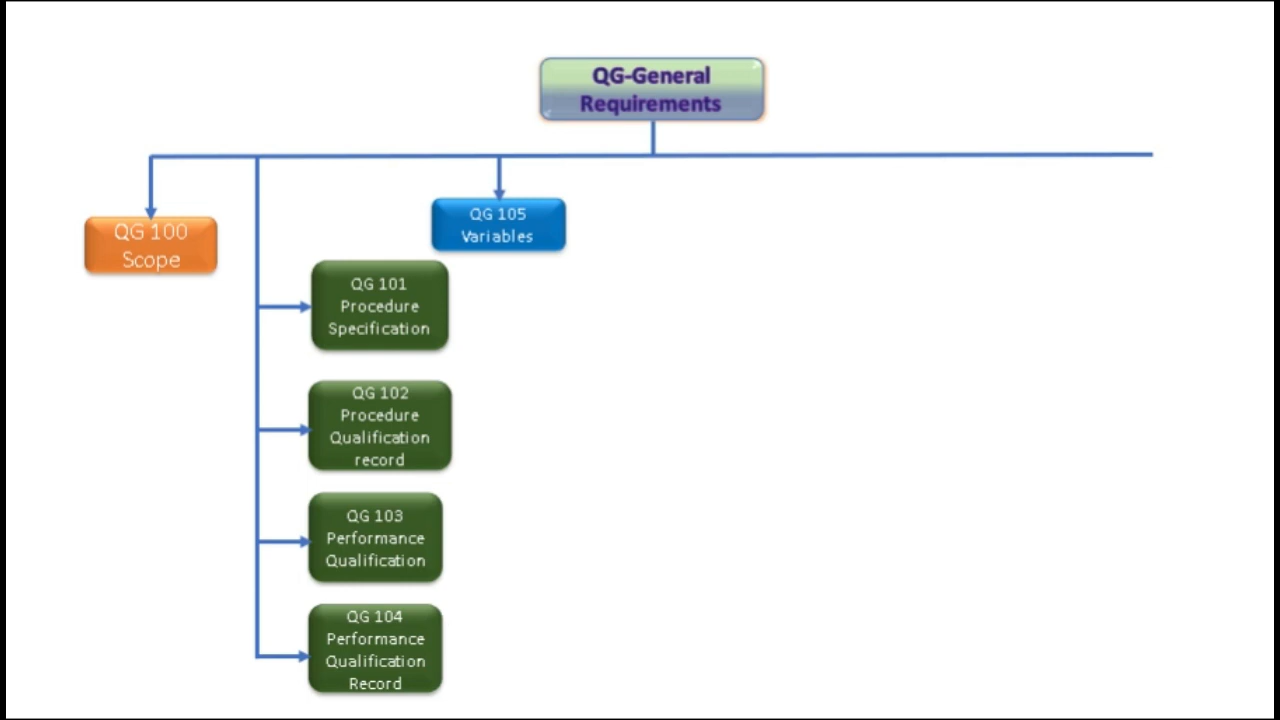 QG-General
Requirements
QG 100
Scope
QG 105
Variables
QG 101
Procedure
Specification
QG 102
Procedure
Qualification
record
QG 103
Performance
Qualification
QG 104
Performance
Qualification
Record